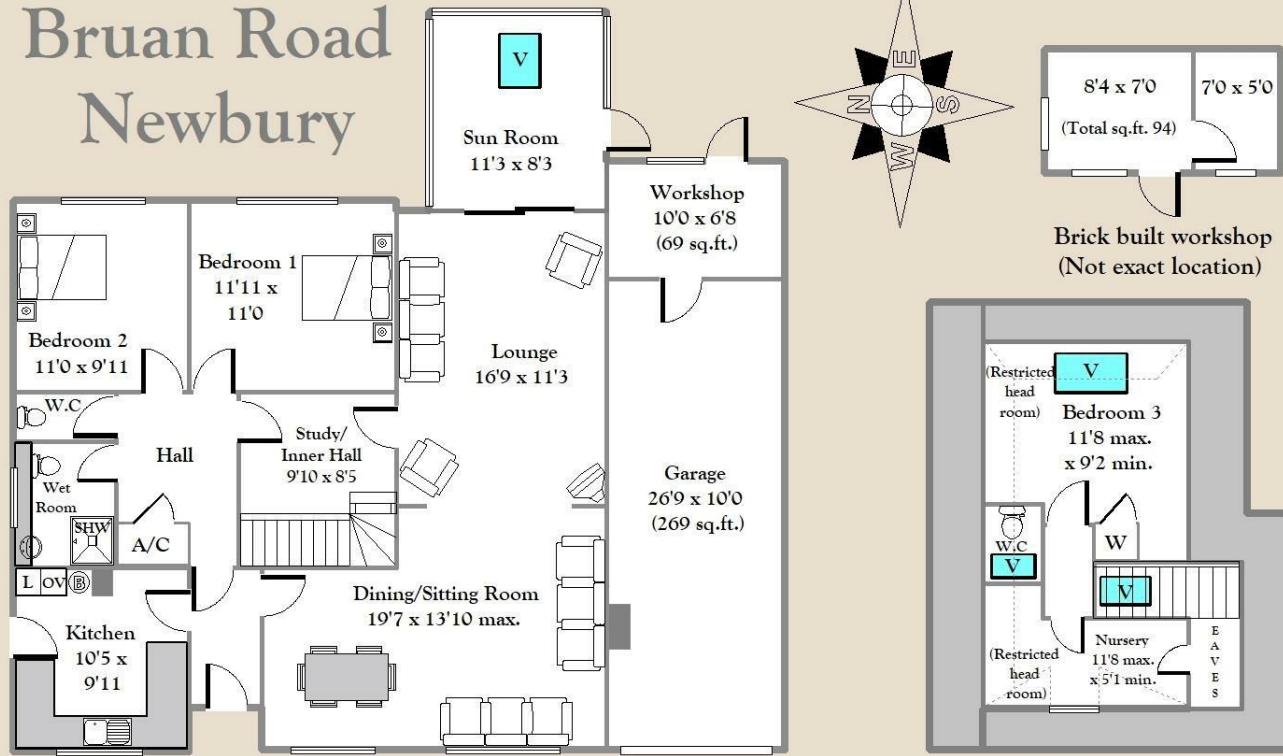 Bruan Road
Newbury
V
Sun Room
11'3 x 8'3
N
E
S
W
8'4 x 7'0
(Total sq.ft. 94)
7'0 x 5'0
Brick built workshop
(Not exact location)
Workshop
10'0 x 6'8
(69 sq.ft.)
Bedroom 1
11'11 x
11'0
Bedroom 2
11'0 x 9'11
Lounge
16'9 x 11'3
W.C
Hall
Study/
Inner Hall
9'10 x 8'5
Wet
Room
SHW
A/C
Garage
26'9 x 10'0
(269 sq.ft.)
L
OV
B
Kitchen
10'5 x
9'11
Dining/Sitting Room
19'7 x 13'10 max.
(Restricted
head
room)
V
Bedroom 3
11'8 max.
x 9'2 min.
W.C
V
W
V
(Restricted
head
room)
Nursery
11'8 max.
x 5'1 min.
EAVES